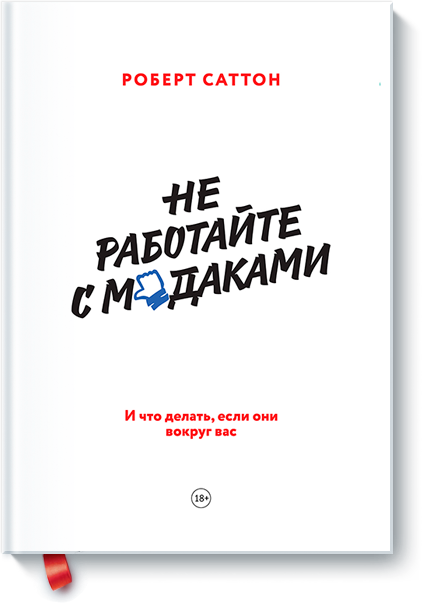 РОБЕРТ САТТОН
НЕ
РАБОТАЙТЕ
С М👎ДАКАМИ
И что делать, если они
вокруг вас
18+